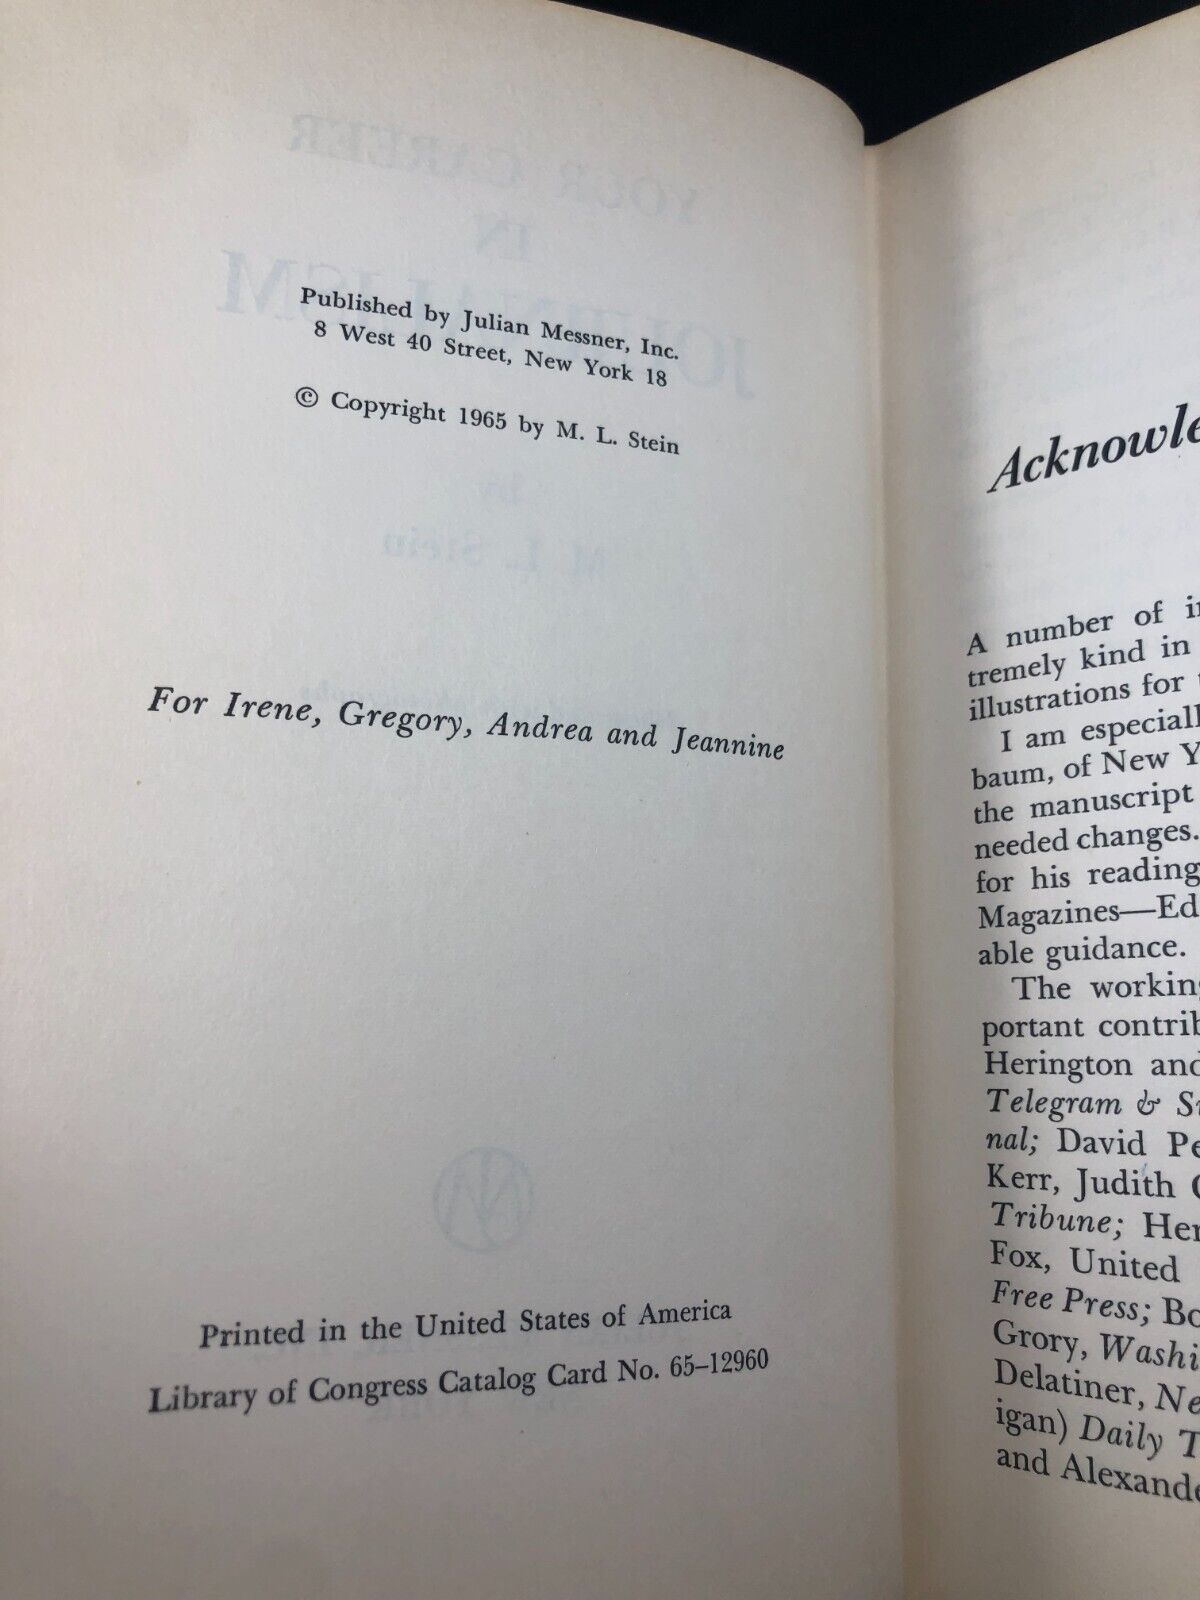 Published by Julian Messner, Inc.
8 West 40 Street, New York 18
© Copyright 1965 by M. L. Stein
For Irene, Gregory, Andrea and Jeannine
Printed in the United States of America
Library of Congress Catalog Card No. 65–12960
Acknowle
A number of i
tremely kind in
illustrations for t
I am especiall
baum, of New Y
the manuscript
needed changes.
for his reading
Magazines—Ed
able guidance.
The working
portant contrib
Herington and
Telegram & S
nal; David Pe
Kerr, Judith
Tribune; Her
Fox, United
Free Press; Bo
Grory, Washi
Delatiner, Ne
igan) Daily T
and Alexande